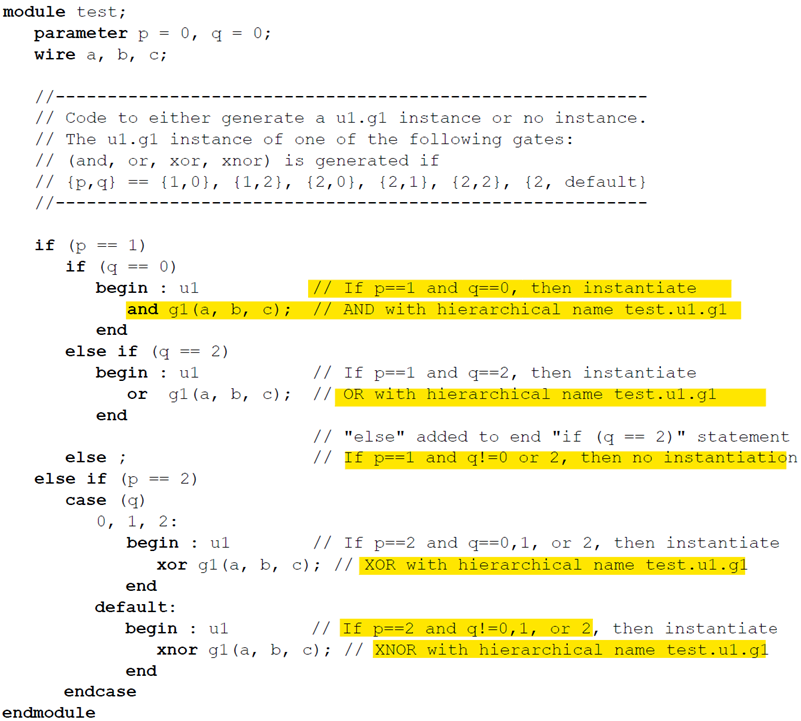 module test;
parameter p = 0, q = 0;
wire a, b, c;
//---------------------------------------------------------
// Code to either generate a u1.g1 instance or no instance.
// The u1.g1 instance of one of the following gates:
// (and, or, xor, xnor) is generated if
// {p,q} == {1,0}, {1,2}, {2,0}, {2,1}, {2,2}, {2, default}
//---------------------------------------------------------
if (p == 1)
if (q == 0)
begin : u1 // If p==1 and q==0, then instantiate
and g1(a, b, c); // AND with hierarchical name test.u1.g1
end
else if (q == 2)
begin : u1 // If p==1 and q==2, then instantiate
or g1(a, b, c); // OR with hierarchical name test.u1.g1
end
// "else" added to end "if (q == 2)" statement
else ; // If p==1 and q!=0 or 2, then no instantiation
else if (p == 2)
case (q)
0, 1, 2:
begin : u1 // If p==2 and q==0,1, or 2, then instantiate
xor g1(a, b, c); // XOR with hierarchical name test.u1.g1
end
default:
begin : u1 // If p==2 and q!=0,1, or 2, then instantiate
xnor g1(a, b, c); // XNOR with hierarchical name test.u1.g1
end
endcase
endmodule